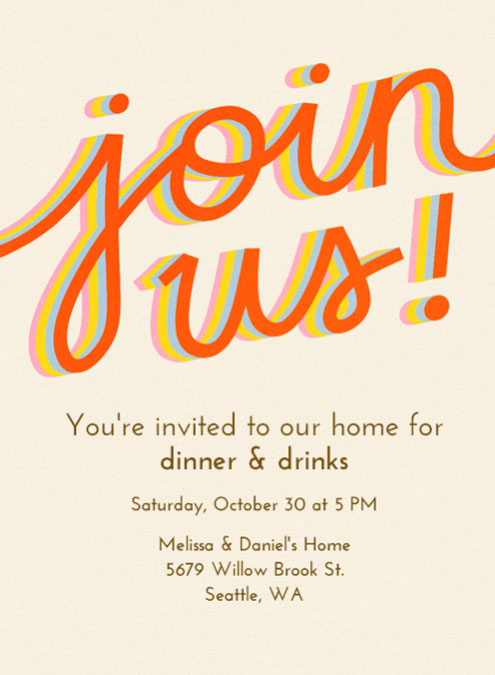 join
us!
You're invited to our home for
dinner & drinks
Saturday, October 30 at 5 PM
Melissa & Daniel's Home
5679 Willow Brook St.
Seattle, WA